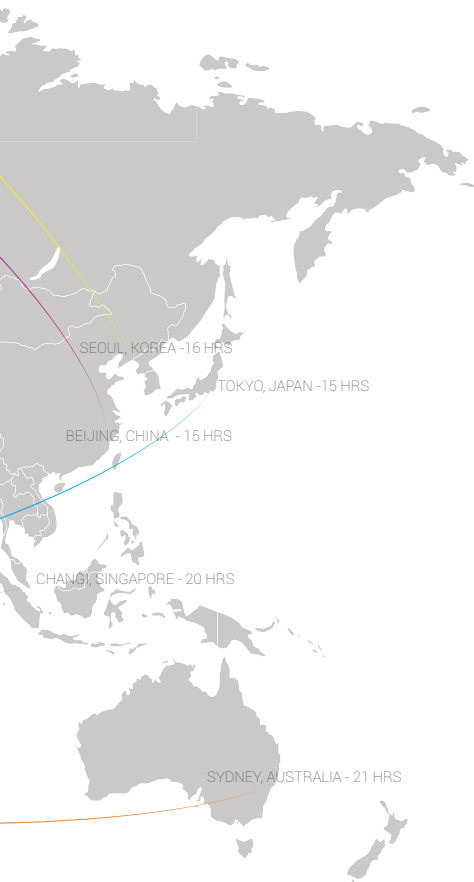 SEOUL, KOREA -16 HRS
TOKYO, JAPAN -15 HRS
BEIJING, CHINA - 15 HRS
CHANGI, SINGAPORE - 20 HRS
SYDNEY, AUSTRALIA - 21 HRS